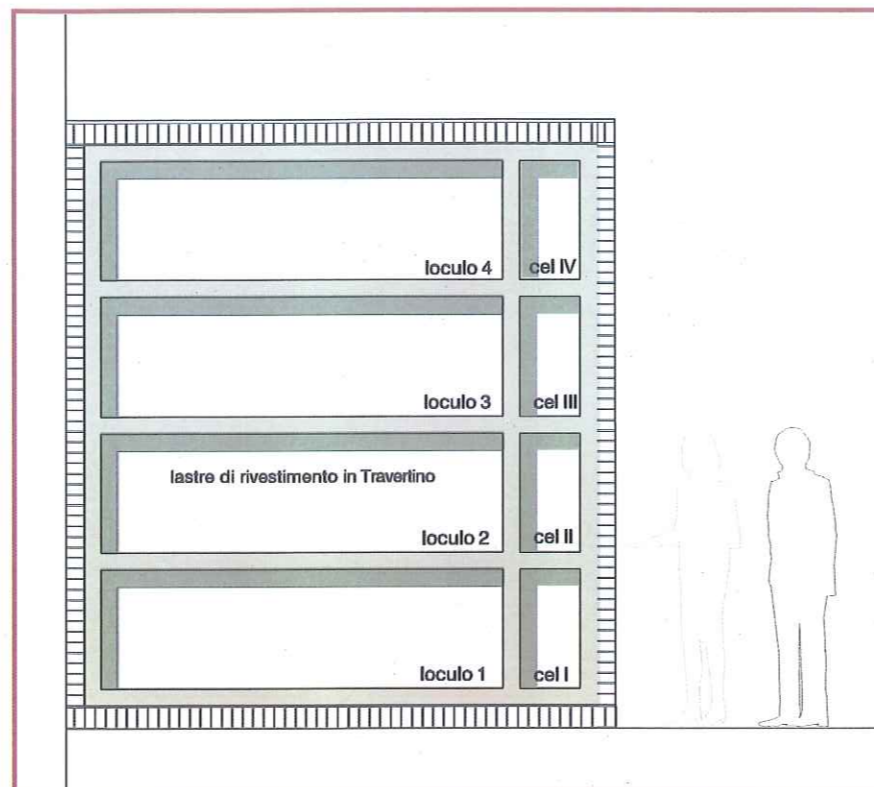 loculo 4
cel IV
loculo 3
cel III
lastre di rivestimento in Travertino
loculo 2
cel II
loculo 1
cel I